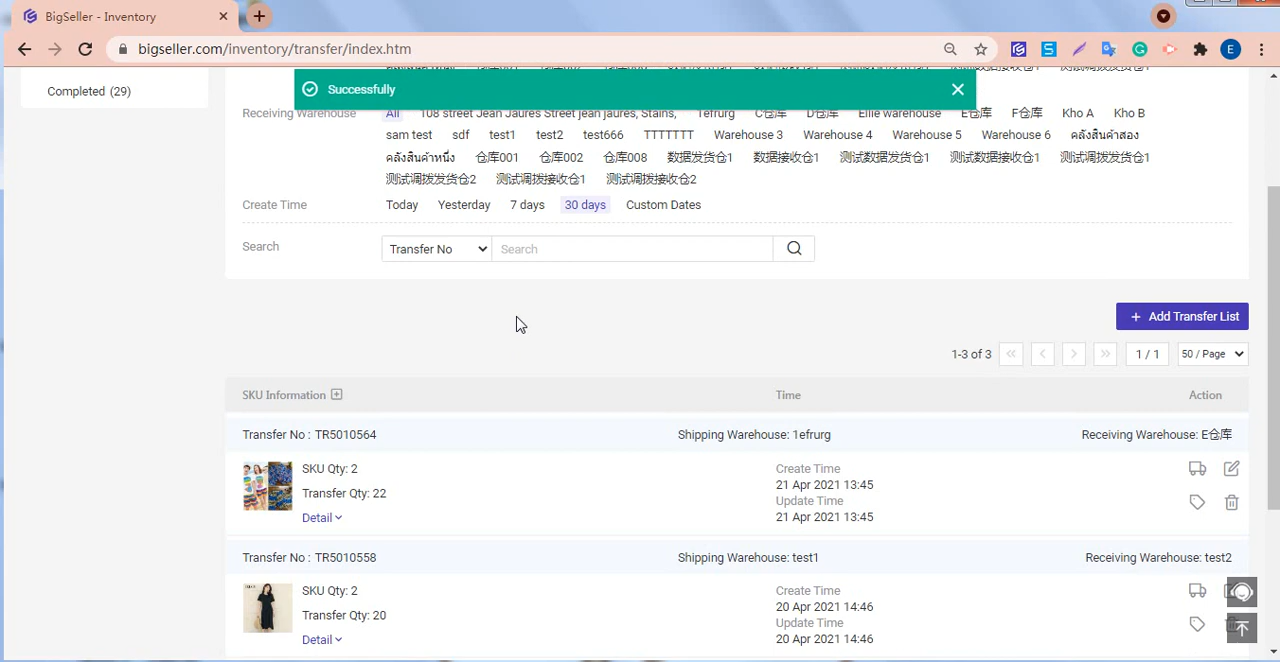 BigSeller - Inventory
bigseller.com/inventory/transfer/index.htm
E
Completed (29)
Successfully
Receiving Warehouse
All 108 street Jean Jaures Street jean jaures, Stains, 1efrurg C仓库 D仓库 Ellie warehouse E仓库 F仓库 Kho A Kho B
sam test sdf test1 test2 test666 TTTTTTT Warehouse 3 Warehouse 4 Warehouse 5 Warehouse 6 คลังสินค้าสอง
คลังสินค้าหนึ่ง 仓库001 仓库002 仓库008 数据发货仓1 数据接收仓1 测试数据发货仓1 测试数据接收仓1 测试调拨发货仓1
测试调拨发货仓2 测试调拨接收仓1 测试调拨接收仓2
Create Time Today Yesterday 7 days 30 days Custom Dates
Search Transfer No Search
+ Add Transfer List
1-3 of 3 1 / 1 50 / Page
SKU Information Time Action
Transfer No : TR5010564 Shipping Warehouse: 1efrurg Receiving Warehouse: E仓库
SKU Qty: 2
Transfer Qty: 22
Detail
Create Time
21 Apr 2021 13:45
Update Time
21 Apr 2021 13:45
Transfer No : TR5010558 Shipping Warehouse: test1 Receiving Warehouse: test2
SKU Qty: 2
Transfer Qty: 20
Detail
Create Time
20 Apr 2021 14:46
Update Time
20 Apr 2021 14:46